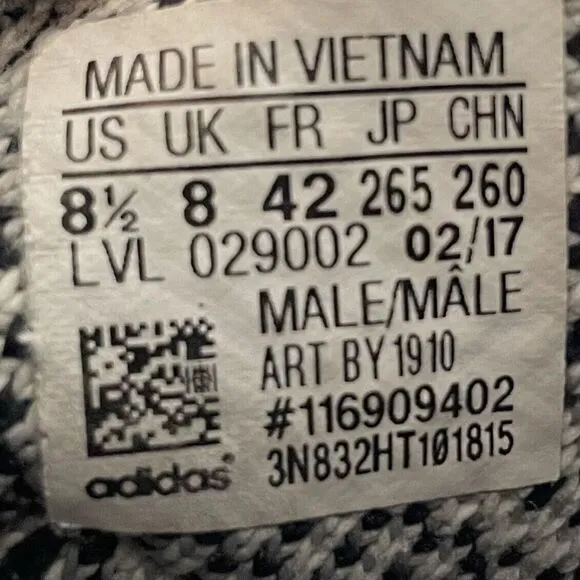 MADE IN VIETNAM
US UK FR JP CHN
8½ 8 42 265 260
LVL 029002 02/17
MALE/MÂLE
ART BY1910
#116909402
3N832HT101815
adidas